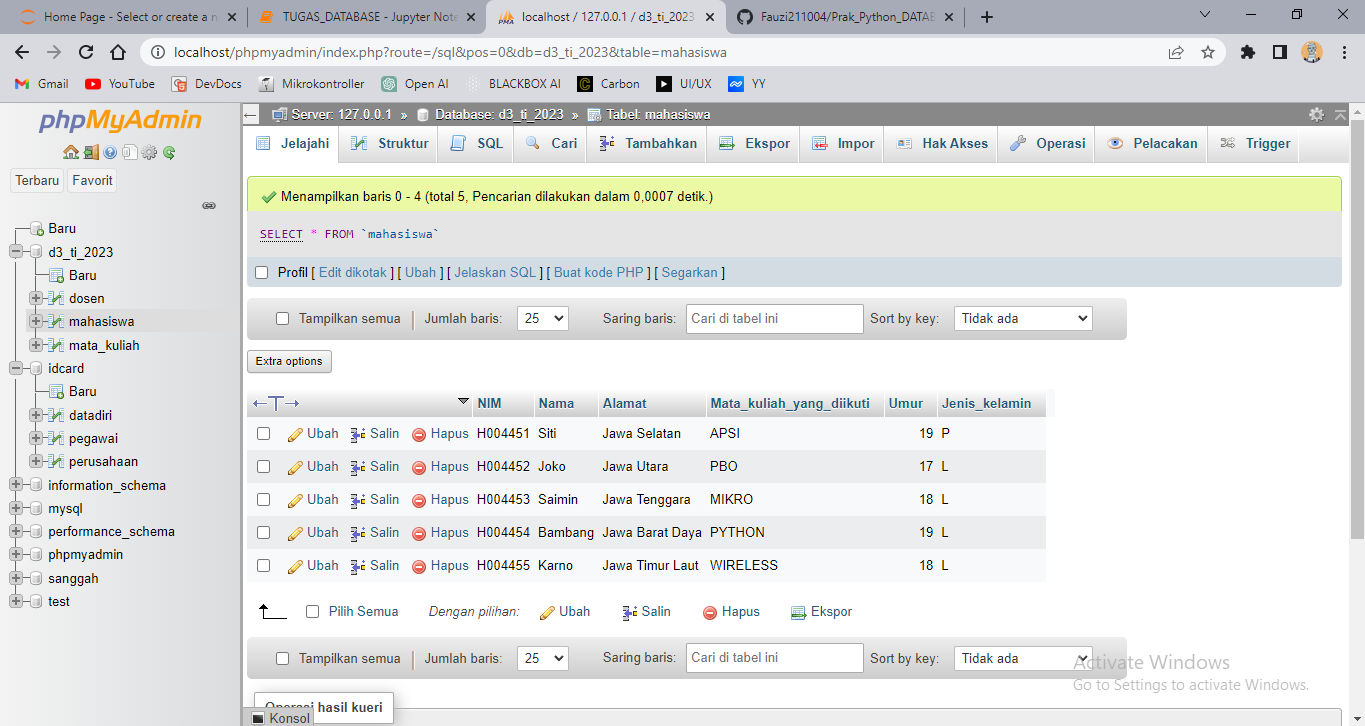 Home Page - Select or create a n
TUGAS_DATABASE - Jupyter Note
localhost / 127.0.0.1 / d3_ti_2023
Fauzi211004/Prak_Python_DATAB
localhost/phpmyadmin/index.php?route=/sql&pos=0&db=d3_ti_2023&table=mahasiswa
Gmail YouTube DevDocs Mikrokontroller Open AI BLACKBOX AI Carbon UI/UX YY
phpMyAdmin
Terbaru Favorit
Baru
d3_ti_2023
Baru
dosen
mahasiswa
mata_kuliah
idcard
Baru
datadiri
pegawai
perusahaan
information_schema
mysql
performance_schema
phpmyadmin
sanggah
test
← Server: 127.0.0.1 » Database: d3_ti_2023 » Tabel: mahasiswa
Jelajahi Struktur SQL Cari Tambahkan Ekspor Impor Hak Akses Operasi Pelacakan Trigger
Menampilkan baris 0 - 4 (total 5, Pencarian dilakukan dalam 0,0007 detik.)
SELECT * FROM `mahasiswa`
Profil [ Edit dikotak ] [ Ubah ] [ Jelaskan SQL ] [ Buat kode PHP ] [ Segarkan ]
Tampilkan semua | Jumlah baris: 25 Saring baris: Cari di tabel ini Sort by key: Tidak ada
Extra options
←T→ NIM Nama Alamat Mata_kuliah_yang_diikuti Umur Jenis_kelamin
Ubah Salin Hapus H004451 Siti Jawa Selatan APSI 19 P
Ubah Salin Hapus H004452 Joko Jawa Utara PBO 17 L
Ubah Salin Hapus H004453 Saimin Jawa Tenggara MIKRO 18 L
Ubah Salin Hapus H004454 Bambang Jawa Barat Daya PYTHON 19 L
Ubah Salin Hapus H004455 Karno Jawa Timur Laut WIRELESS 18 L
Pilih Semua Dengan pilihan: Ubah Salin Hapus Ekspor
Tampilkan semua | Jumlah baris: 25 Saring baris: Cari di tabel ini Sort by key: Tidak ada
Activate Windows
Go to Settings to activate Windows.
Operasi hasil kueri
Konsol